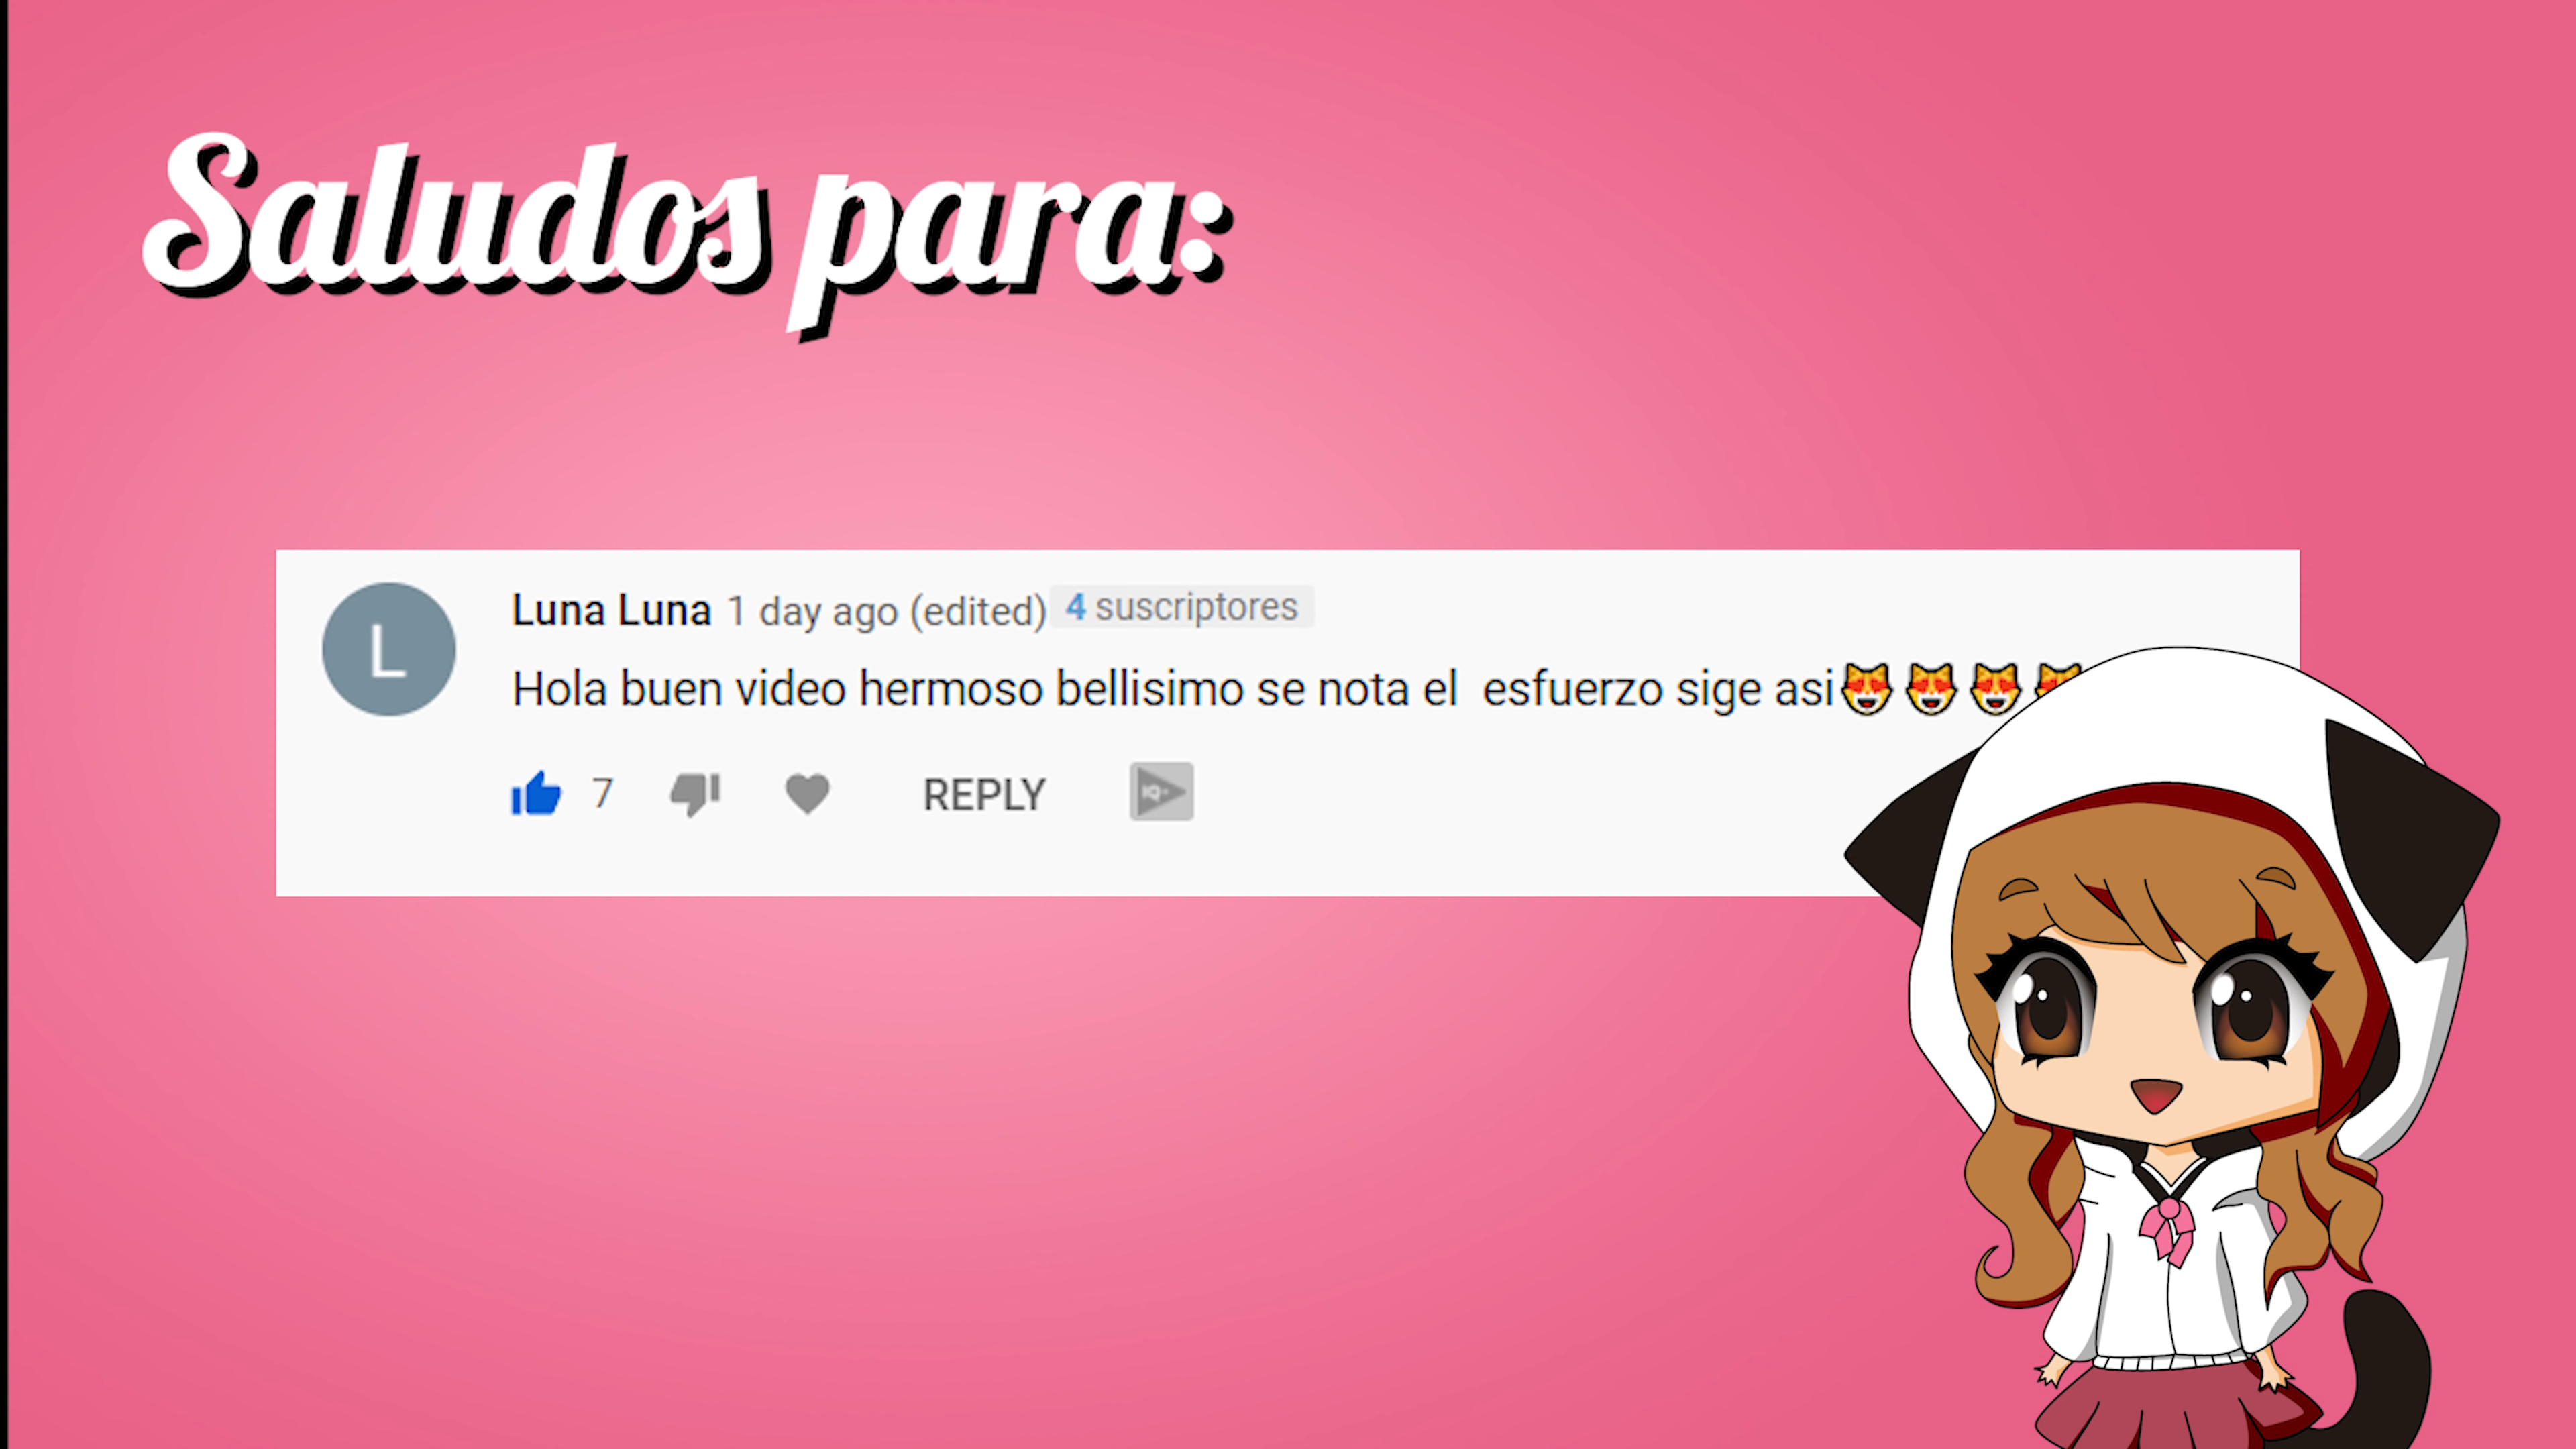 Saludos para:
L
Luna Luna 1 day ago (edited) 4 suscriptores
Hola buen video hermoso bellisimo se nota el esfuerzo sige asi😻😻😻😻
7 REPLY IQ